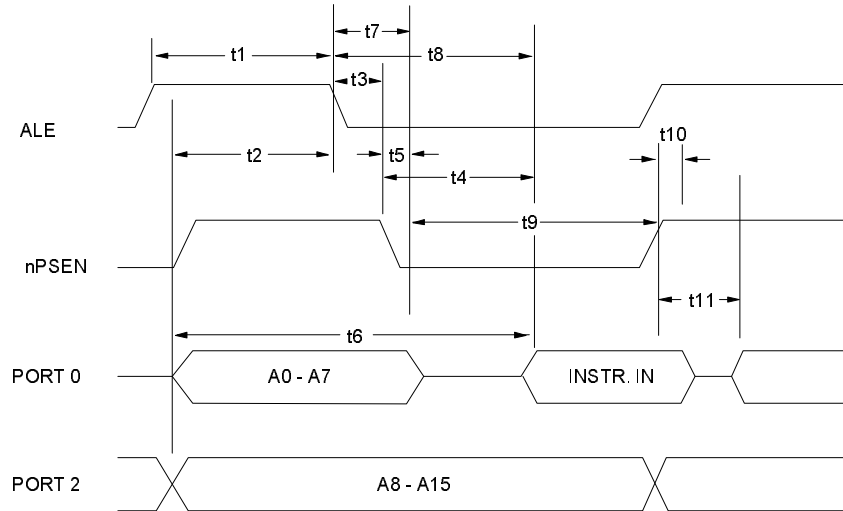 t7
t1
t8
t3
ALE
t10
t2
t5
t4
t9
nPSEN
t11
t6
PORT 0
A0 - A7
INSTR. IN
PORT 2
A8 - A15